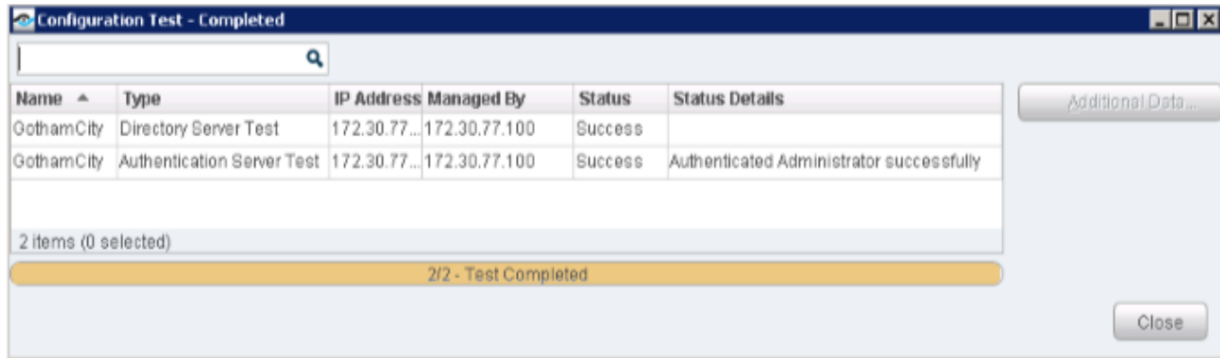 Configuration Test - Completed
Name Type IP Address Managed By Status Status Details
Additional Data...
GothamCity Directory Server Test 172.30.77... 172.30.77.100 Success
GothamCity Authentication Server Test 172.30.77... 172.30.77.100 Success Authenticated Administrator successfully
2 items (0 selected)
2/2 - Test Completed
Close